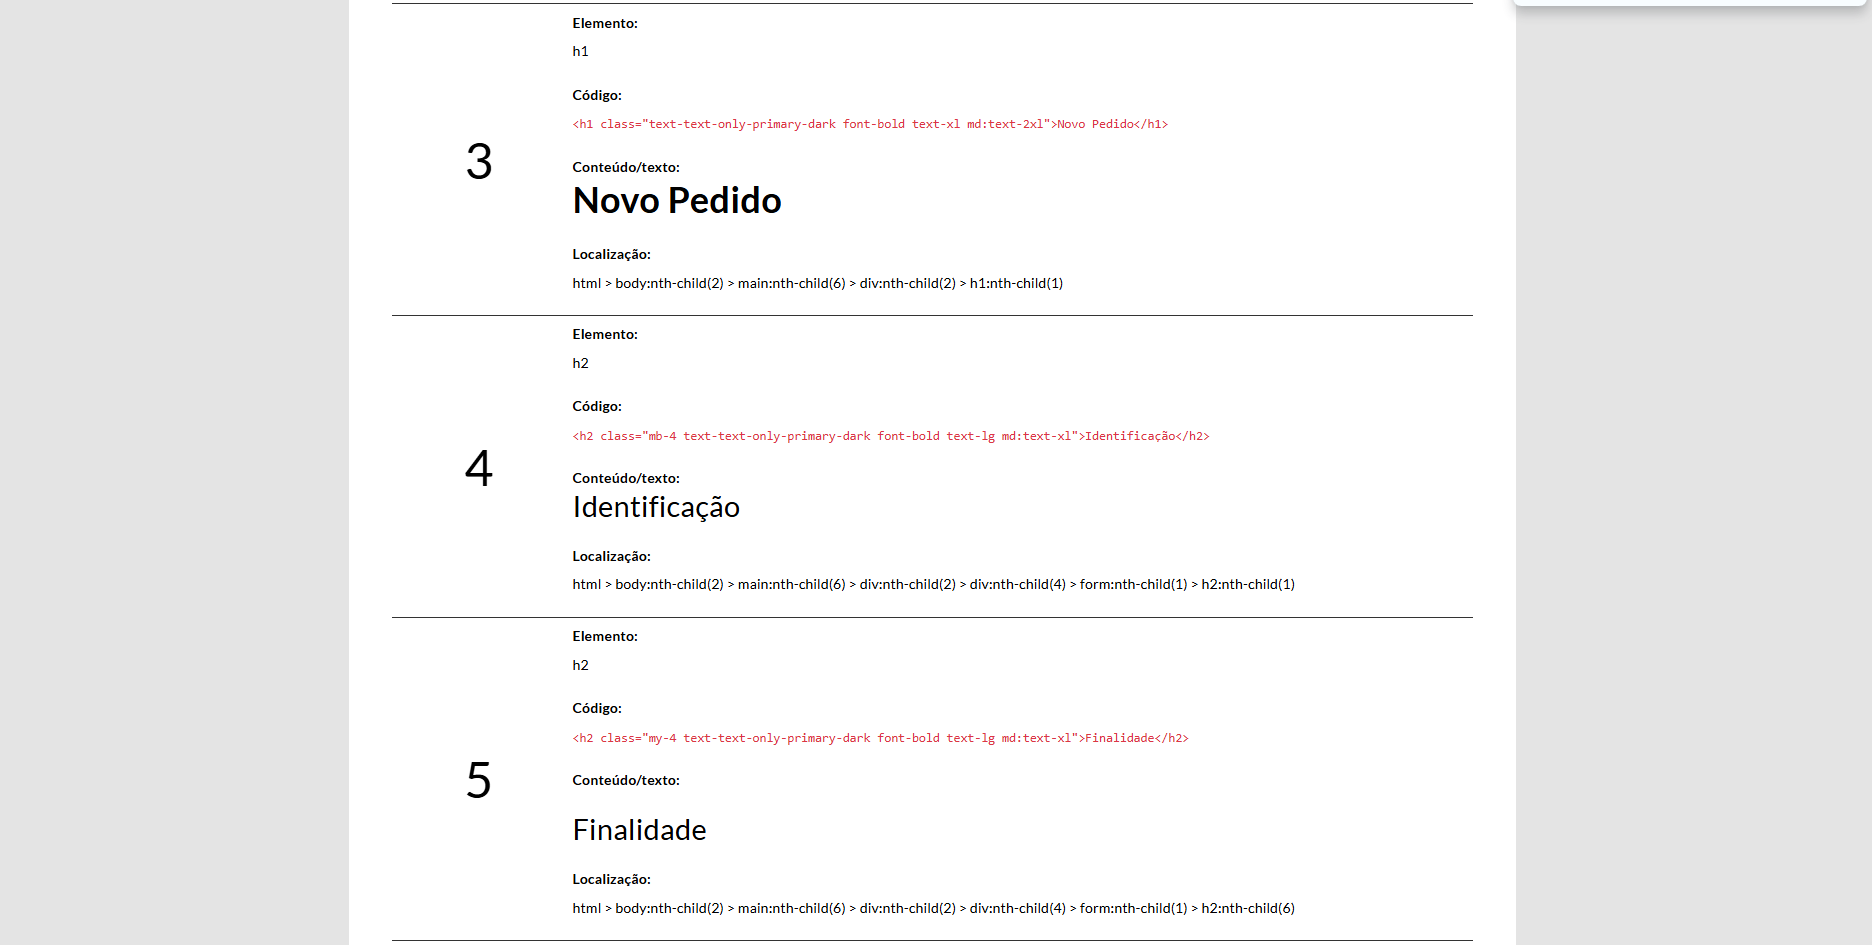 Elemento:
h1
Código:
<h1 class="text-text-only-primary-dark font-bold text-xl md:text-2xl">Novo Pedido</h1>
3
Conteúdo/texto:
Novo Pedido
Localização:
html > body:nth-child(2) > main:nth-child(6) > div:nth-child(2) > h1:nth-child(1)
Elemento:
h2
Código:
<h2 class="mb-4 text-text-only-primary-dark font-bold text-lg md:text-xl">Identificação</h2>
4
Conteúdo/texto:
Identificação
Localização:
html > body:nth-child(2) > main:nth-child(6) > div:nth-child(2) > div:nth-child(4) > form:nth-child(1) > h2:nth-child(1)
Elemento:
h2
Código:
<h2 class="my-4 text-text-only-primary-dark font-bold text-lg md:text-xl">Finalidade</h2>
5
Conteúdo/texto:
Finalidade
Localização:
html > body:nth-child(2) > main:nth-child(6) > div:nth-child(2) > div:nth-child(4) > form:nth-child(1) > h2:nth-child(6)